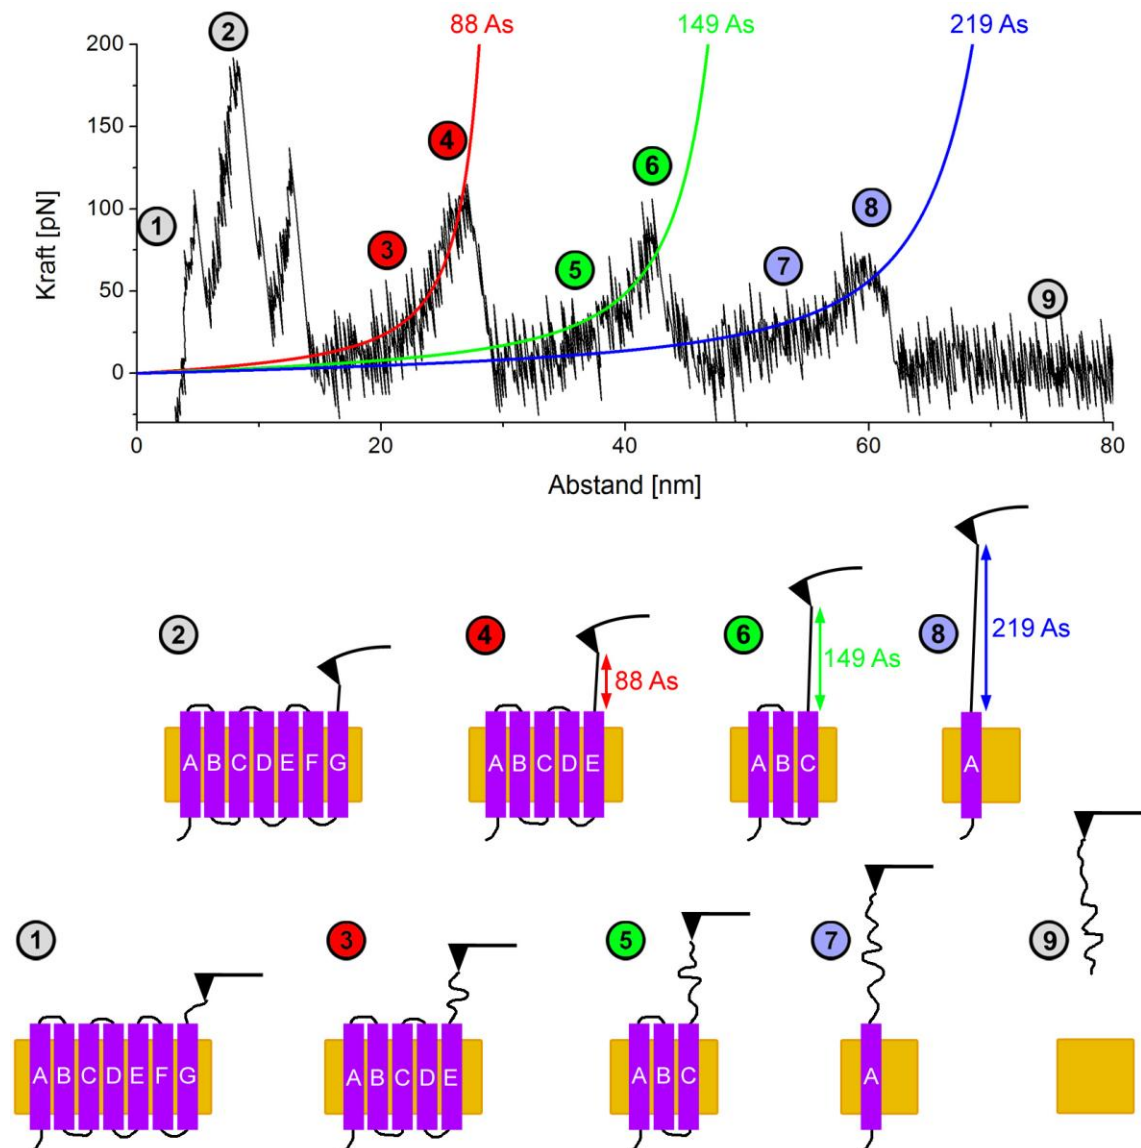 88 As 149 As 219 As
2
200
4
6
150
8
1
100
3
5
7
9
50
0
Kraft [pN]
0 20 40 60 80
Abstand [nm]
2 4 6 8
88 As 149 As 219 As
A B C D E F G
A B C D E
A B C
A
1 3 5 7 9
A B C D E F G
A B C D E
A B C
A